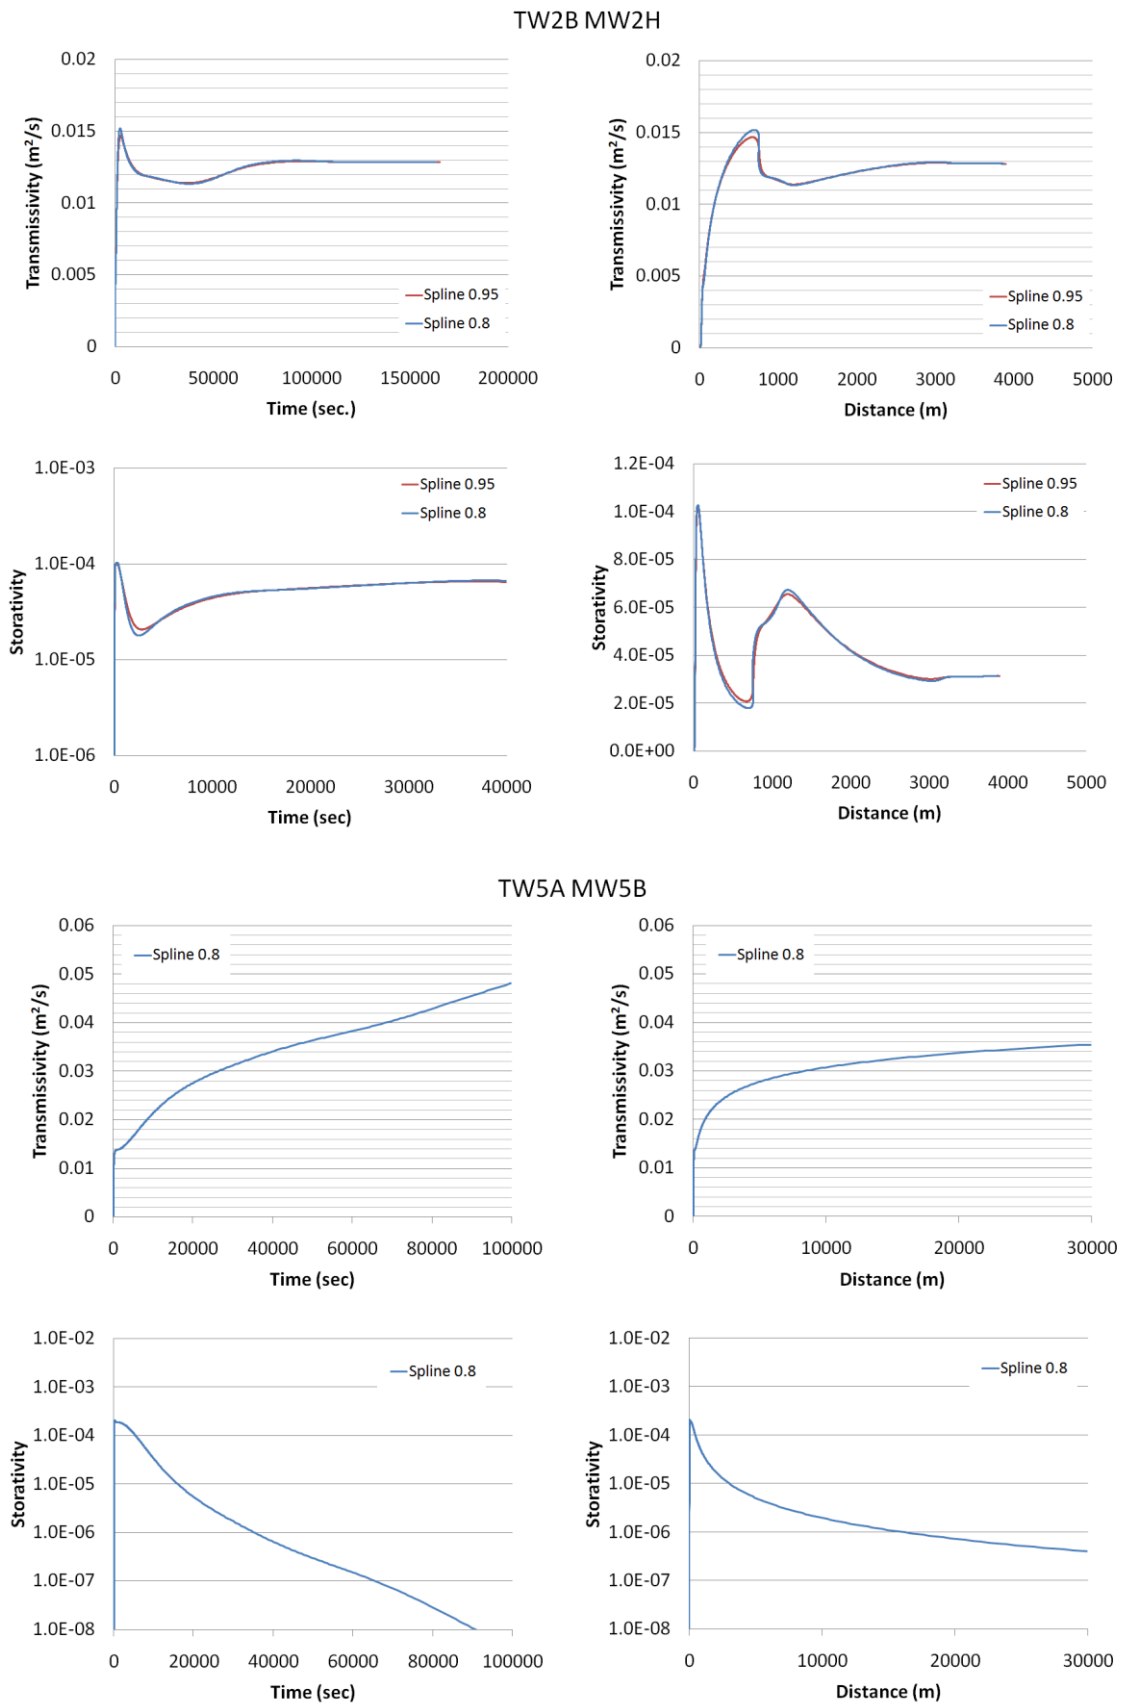 TW2B MW2H
Transmissivity (m²/s)
0.02
0.015
0.01
0.005
0
Spline 0.95
Spline 0.8
0 50000 100000 150000 200000
Time (sec.)
Transmissivity (m²/s)
0.02
0.015
0.01
0.005
0
Spline 0.95
Spline 0.8
0 1000 2000 3000 4000 5000
Distance (m)
Storativity
1.0E-03
1.0E-04
1.0E-05
1.0E-06
Spline 0.95
Spline 0.8
0 10000 20000 30000 40000
Time (sec)
Storativity
1.2E-04
1.0E-04
8.0E-05
6.0E-05
4.0E-05
2.0E-05
0.0E+00
Spline 0.95
Spline 0.8
0 1000 2000 3000 4000 5000
Distance (m)
TW5A MW5B
Transmissivity (m²/s)
0.06
0.05
0.04
0.03
0.02
0.01
0
Spline 0.8
0 20000 40000 60000 80000 100000
Time (sec)
Transmissivity (m²/s)
0.06
0.05
0.04
0.03
0.02
0.01
0
Spline 0.8
0 10000 20000 30000
Distance (m)
Storativity
1.0E-02
1.0E-03
1.0E-04
1.0E-05
1.0E-06
1.0E-07
1.0E-08
Spline 0.8
0 20000 40000 60000 80000 100000
Time (sec)
Storativity
1.0E-02
1.0E-03
1.0E-04
1.0E-05
1.0E-06
1.0E-07
1.0E-08
Spline 0.8
0 10000 20000 30000
Distance (m)